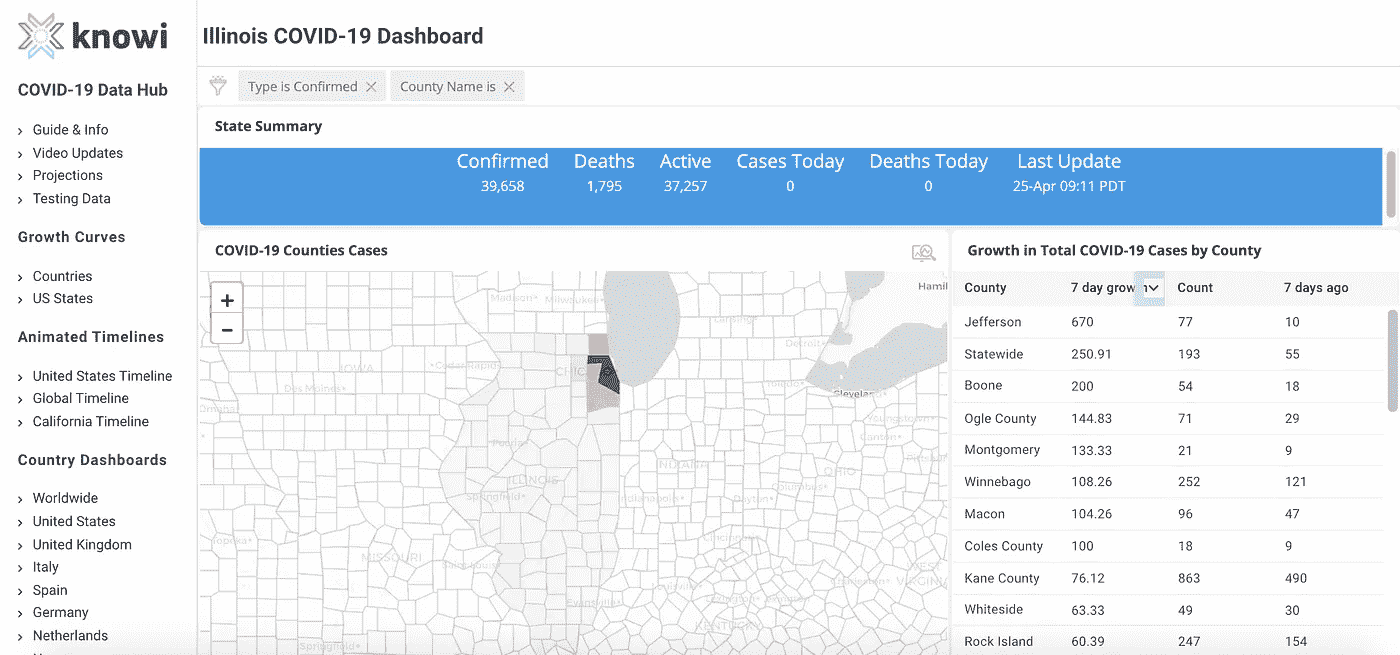 knowi
Illinois COVID-19 Dashboard
COVID-19 Data Hub
Guide & Info
Video Updates
Projections
Testing Data
Growth Curves
Countries
US States
Animated Timelines
United States Timeline
Global Timeline
California Timeline
Country Dashboards
Worldwide
United States
United Kingdom
Italy
Spain
Germany
Netherlands
Type is Confirmed
County Name is
State Summary
Confirmed Deaths Active Cases Today Deaths Today Last Update
39,658 1,795 37,257 0 0 25-Apr 09:11 PDT
COVID-19 Counties Cases
+
−
Hamil
Madison
Milwaukee
Lansing
Detroit
IOWA
Cedar Rapids
CHIC
Des Moines
Toledo
Cleveland
Omaha
Youngstown
Canton
Peoria
INDIANA
OHIO
ILLINOIS
Columbus
Springfield
Indianapolis
Dayton
Topeka
Cincinnati
MISSOURI
WEST
Charleston
VIRGINIA
Louisville
Lexington
Evansville
KENTUCKY
Springfield
Growth in Total COVID-19 Cases by County
County 7 day grow Count 7 days ago
Jefferson 670 77 10
Statewide 250.91 193 55
Boone 200 54 18
Ogle County 144.83 71 29
Montgomery 133.33 21 9
Winnebago 108.26 252 121
Macon 104.26 96 47
Coles County 100 18 9
Kane County 76.12 863 490
Whiteside 63.33 49 30
Rock Island 60.39 247 154